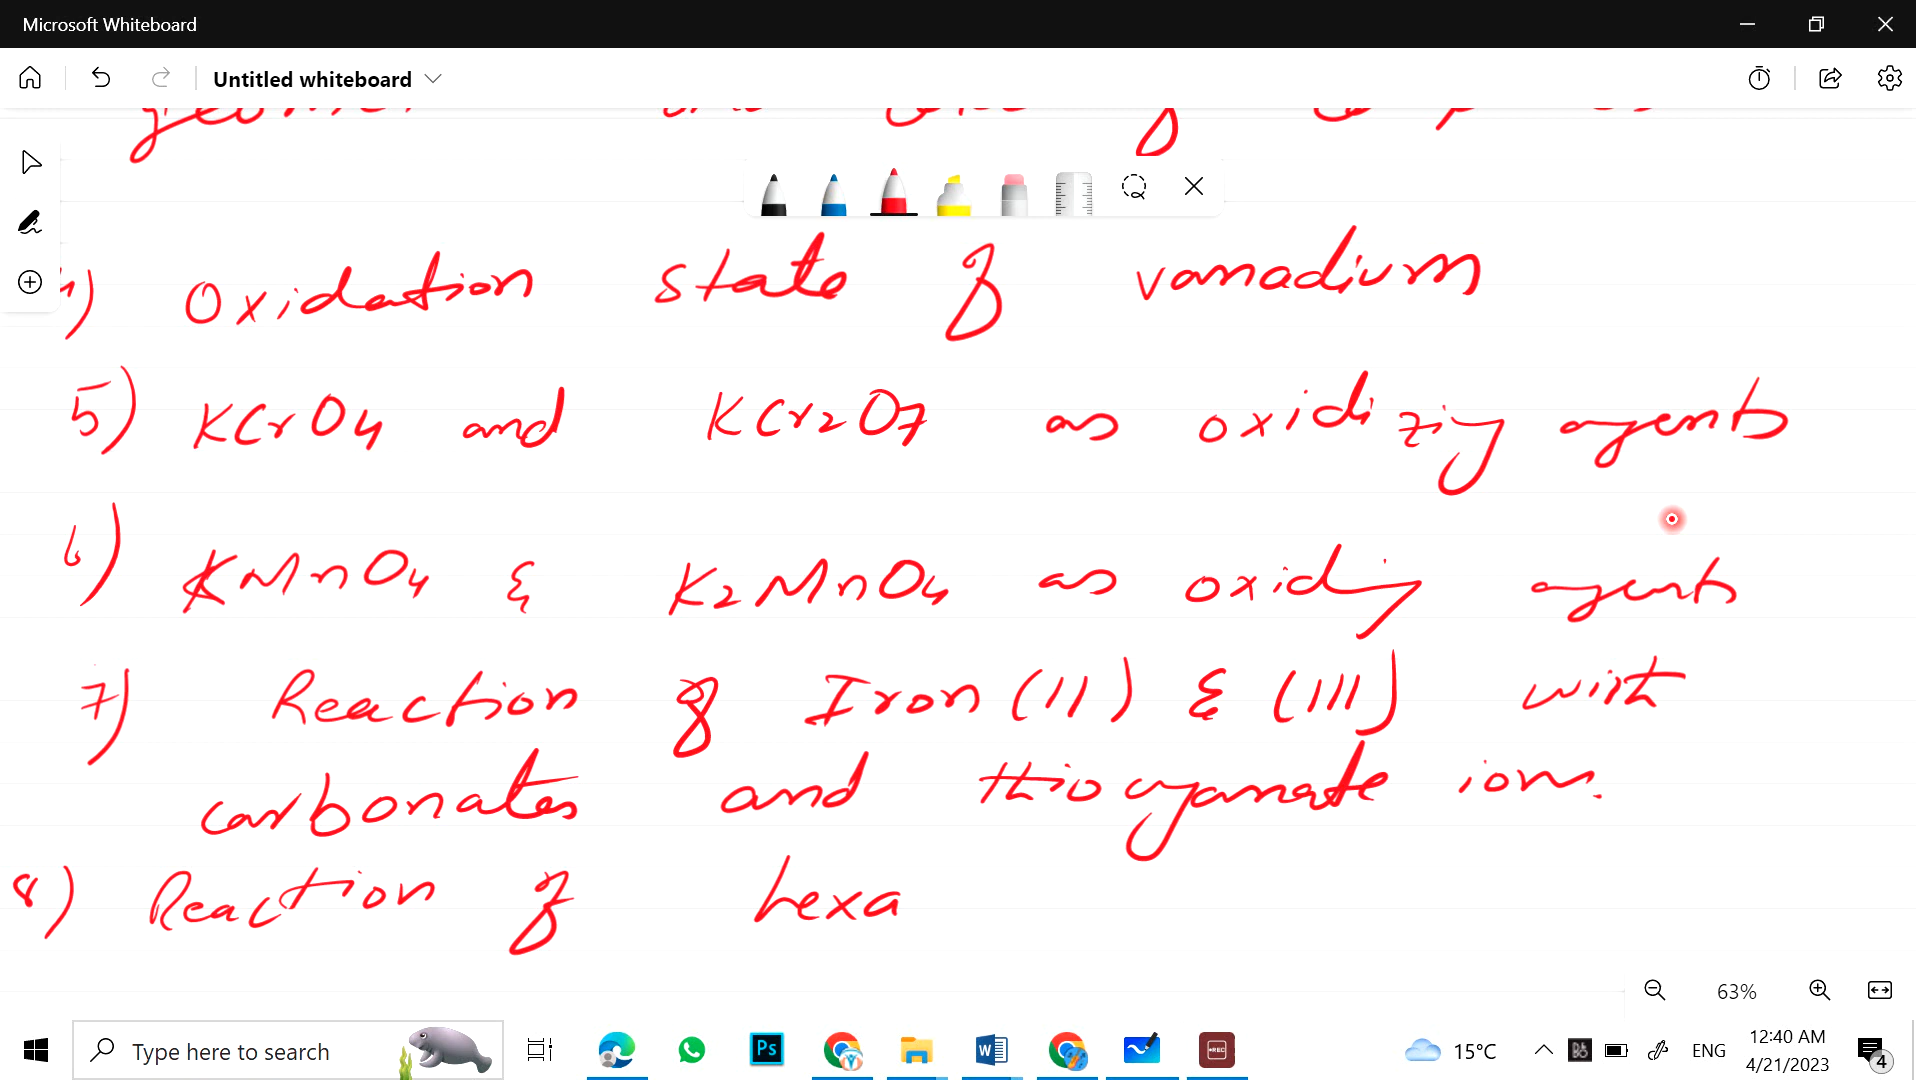 Microsoft Whiteboard
Untitled whiteboard
4) Oxidation state of vanadium
5) KCrO4 and KCr2O7 as oxidizing agents
6) KMnO4 & K2MnO4 as oxiding agents
7) Reaction of Iron (II) & (III) with
carbonates and thiocyanate ions.
8) Reaction of hexa
63%
Type here to search
15°C
ENG
12:40 AM
4/21/2023
4